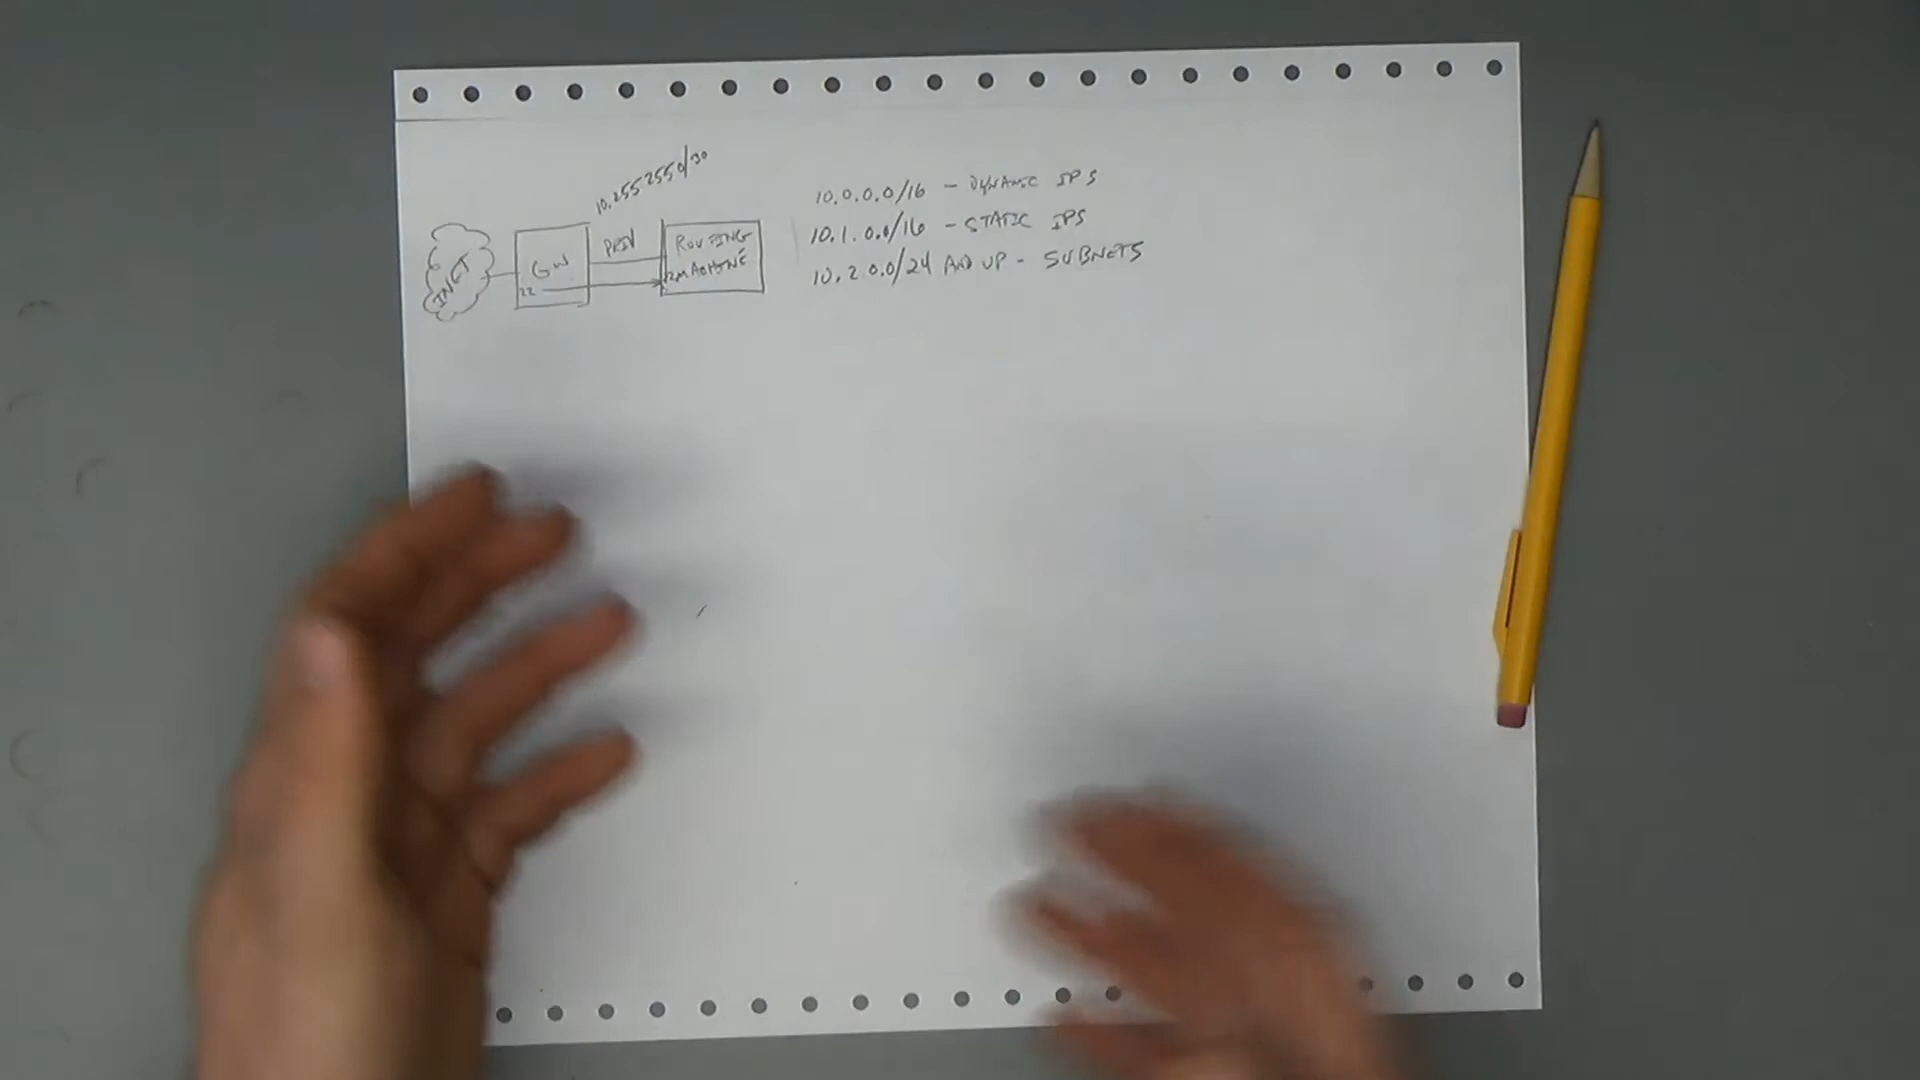 10.255 255 0/30
INET
GW
22
PRIV
ROUTING
MACHINE
10.0.0.0/16 - DYNAMIC IPS
10.1.0.0/16 - STATIC IPS
10.2 0.0/24 AND UP - SUBNETS